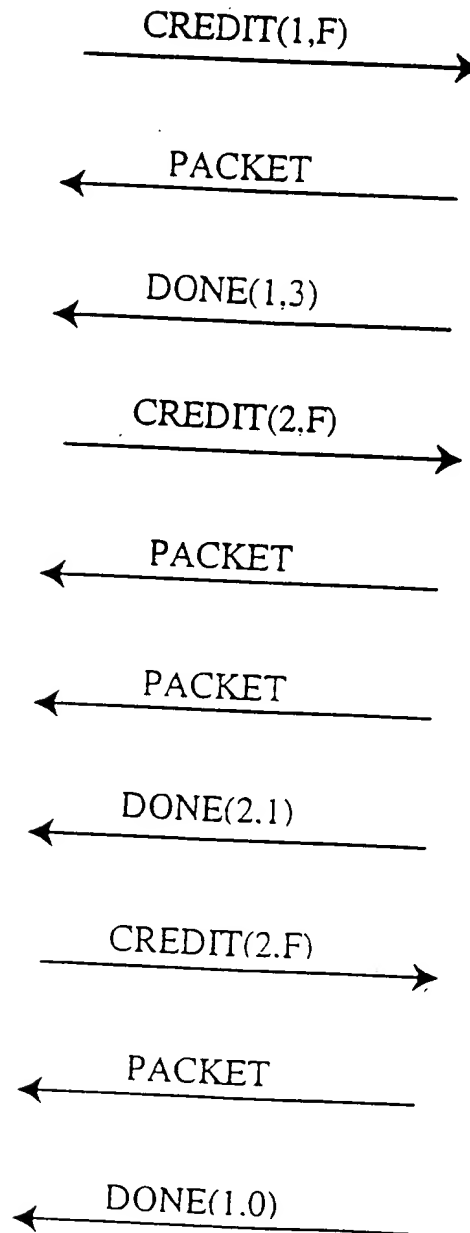 CREDIT(1,F)
PACKET
DONE(1,3)
CREDIT(2,F)
PACKET
PACKET
DONE(2.1)
CREDIT(2.F)
PACKET
DONE(1.0)